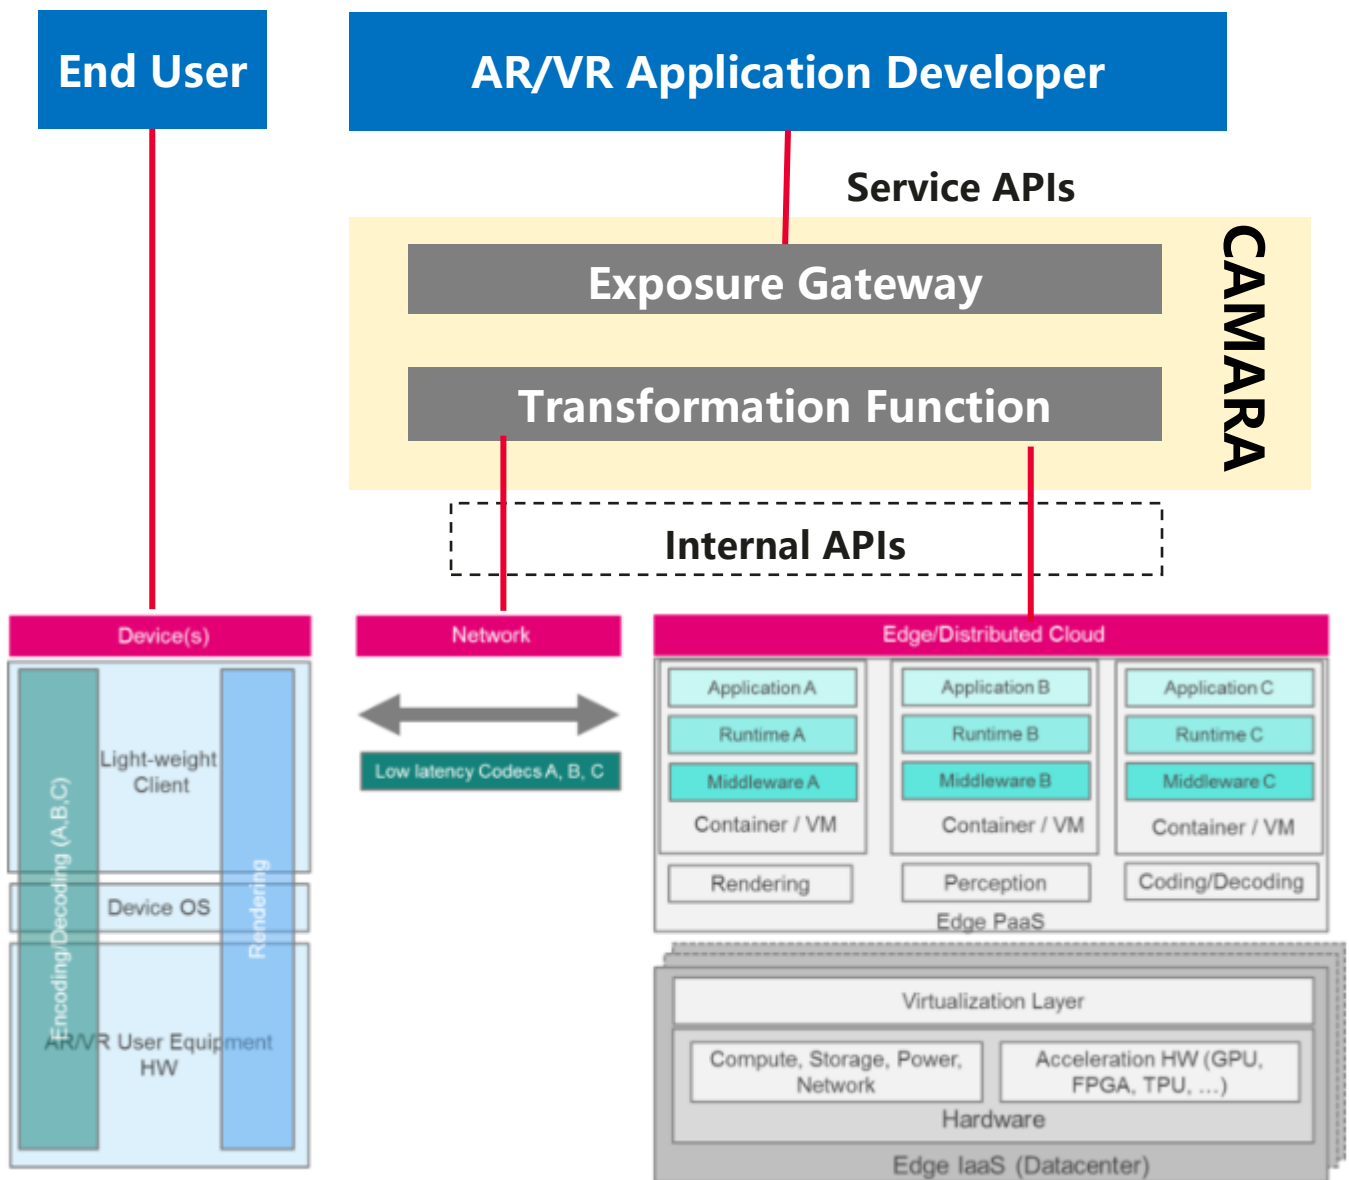 End User
AR/VR Application Developer
Service APIs
CAMARA
Exposure Gateway
Transformation Function
Internal APIs
Device(s)
Network
Edge/Distributed Cloud
Light-weight
Client
Device OS
AR/VR User Equipment
HW
Encoding/Decoding (A,B,C)
Rendering
Low latency Codecs A, B, C
Application A
Runtime A
Middleware A
Container / VM
Application B
Runtime B
Middleware B
Container / VM
Application C
Runtime C
Middleware C
Container / VM
Rendering
Perception
Coding/Decoding
Edge PaaS
Virtualization Layer
Compute, Storage, Power,
Network
Acceleration HW (GPU,
FPGA, TPU, ...)
Hardware
Edge IaaS (Datacenter)